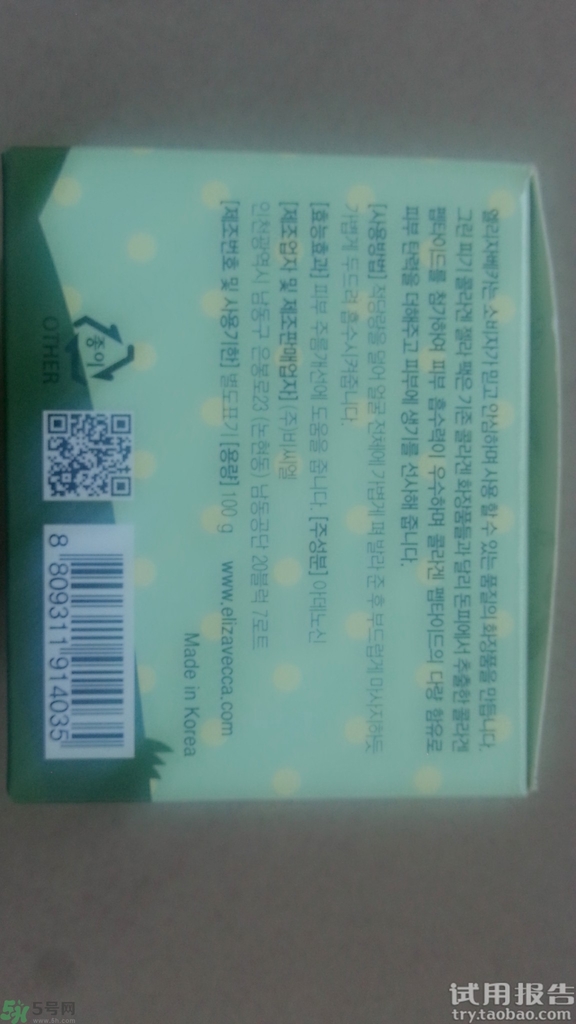 엘리자베카는 소비자가 믿고 안심하며 사용 할 수 있는 품질의 화장품을 만듭니다.
그린 피기 콜라겐 젤라 팩은 기존 콜라겐 화장품들과 달리 돈피에서 추출한 콜라겐
펩타이드를 첨가하여 피부 흡수력이 우수하며 콜라겐 펩타이드의 다량 함유로
피부 탄력을 더해주고 피부에 생기를 선사해 줍니다.
[사용방법] 적당량을 덜어 얼굴 전체에 가볍게 펴 발라 준 후 부드럽게 마사지하듯
가볍게 두드려 흡수시켜줍니다.
[효능효과] 피부 주름개선에 도움을 줍니다. [주성분] 아데노신
[제조업자 및 제조판매업자] (주)비씨엘
인천광역시 남동구 은봉로23 (논현동) 남동공단 20블럭 7로트
[제조번호 및 사용기한] 별도표기 [용량] 100 g www.elizavecca.com
Made in Korea
종이
OTHER
8 809311 914035
5号网
试用报告
try.taobao.com